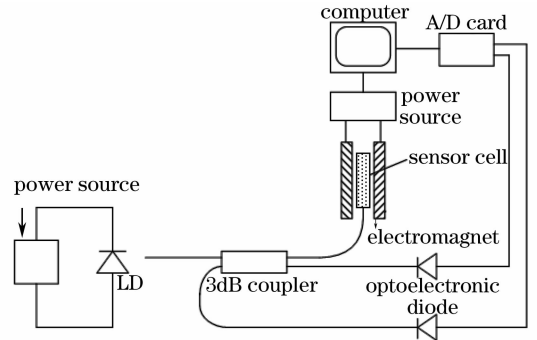 computer
A/D card
power
source
sensor cell
power source
electromagnet
LD
3dB coupler
optoelectronic
diode